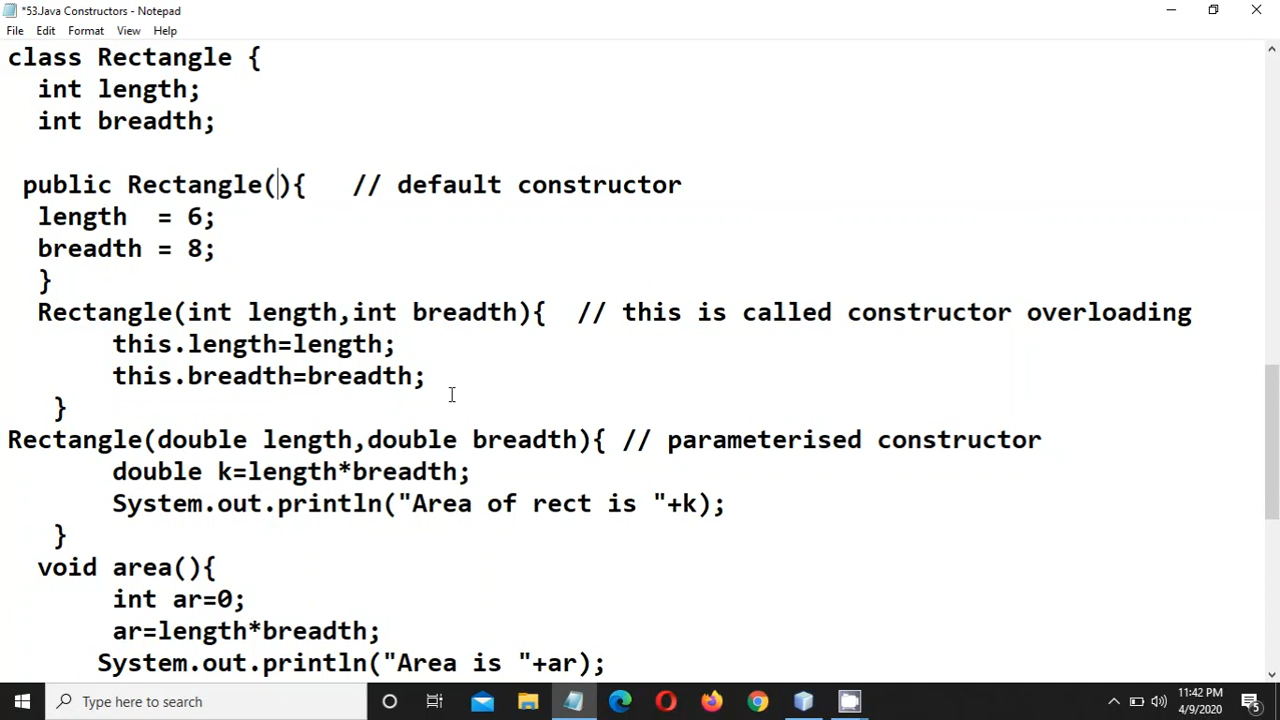 *53.Java Constructors - Notepad
File Edit Format View Help
class Rectangle {
int length;
int breadth;
public Rectangle(){ // default constructor
length = 6;
breadth = 8;
}
Rectangle(int length,int breadth){ // this is called constructor overloading
this.length=length;
this.breadth=breadth;
}
Rectangle(double length,double breadth){ // parameterised constructor
double k=length*breadth;
System.out.println("Area of rect is "+k);
}
void area(){
int ar=0;
ar=length*breadth;
System.out.println("Area is "+ar);
Type here to search
11:42 PM
4/9/2020
5